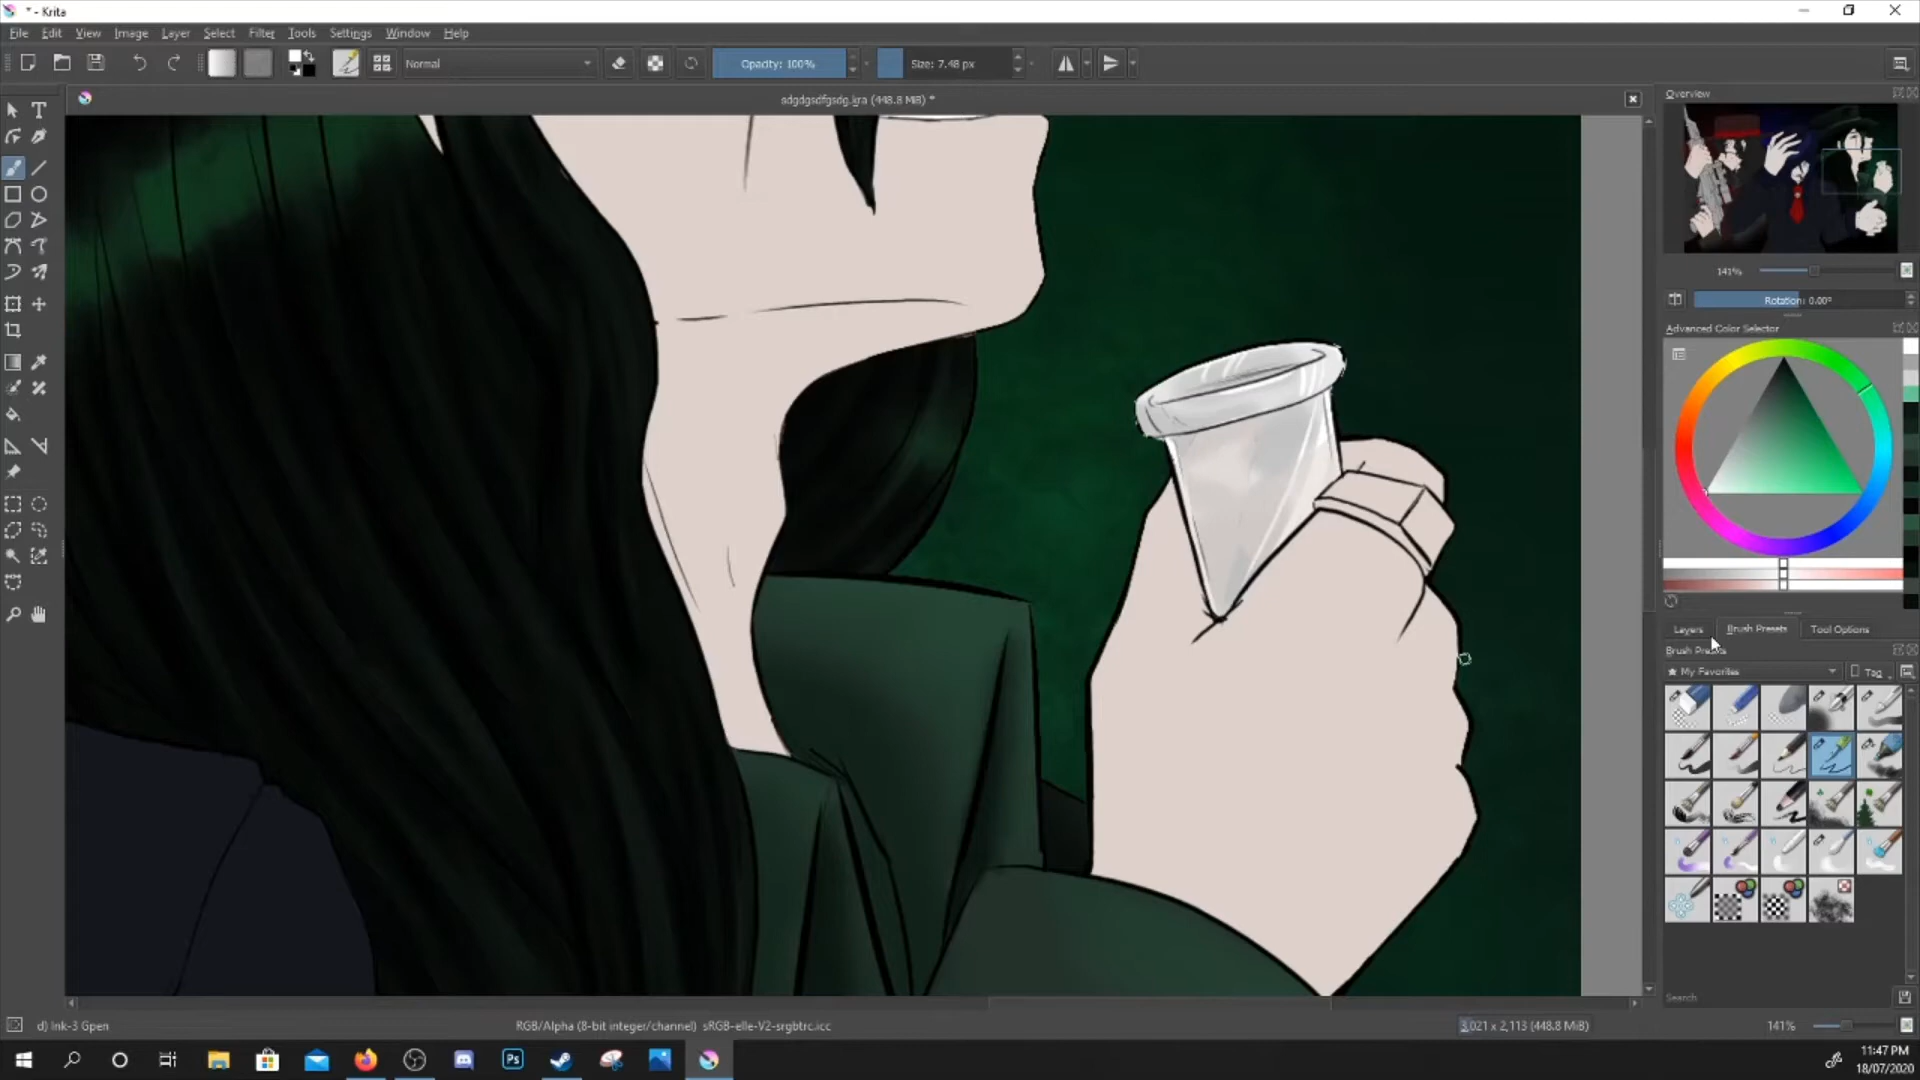 * - Krita
File Edit View Image Layer Select Filter Tools Settings Window Help
Normal
Opacity: 100%
Size: 7.48 px
sdgdgsdfgsdg.kra (448.8 MiB) *
Overview
141%
Rotation: 0.00°
Advanced Color Selector
Layers
Brush Presets
Tool Options
Brush Presets
My Favorites
Tag
Search
d) Ink-3 Gpen
RGB/Alpha (8-bit integer/channel) sRGB-elle-V2-srgbtrc.icc
3,021 x 2,113 (448.8 MiB)
141%
Ps
11:47 PM
18/07/2020